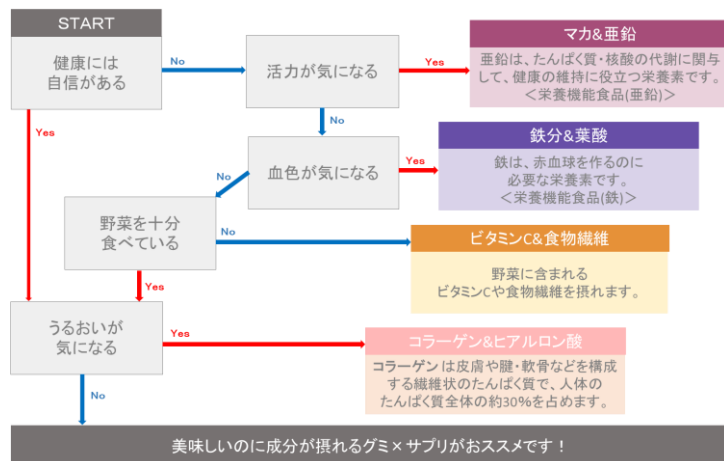 START
健康には
自信がある
No
活力が気になる
Yes
マカ&亜鉛
亜鉛は、たんぱく質・核酸の代謝に関与
して、健康の維持に役立つ栄養素です。
＜栄養機能食品(亜鉛)＞
Yes
No
血色が気になる
Yes
鉄分&葉酸
鉄は、赤血球を作るのに
必要な栄養素です。
＜栄養機能食品(鉄)＞
No
野菜を十分
食べている
No
ビタミンC&食物繊維
野菜に含まれる
ビタミンCや食物繊維を摂れます。
Yes
うるおいが
気になる
Yes
コラーゲン&ヒアルロン酸
コラーゲン は皮膚や腱・軟骨などを構成
する繊維状のたんぱく質で、人体の
たんぱく質全体の約30%を占めます。
No
美味しいのに成分が摂れるグミ×サプリがおススメです！